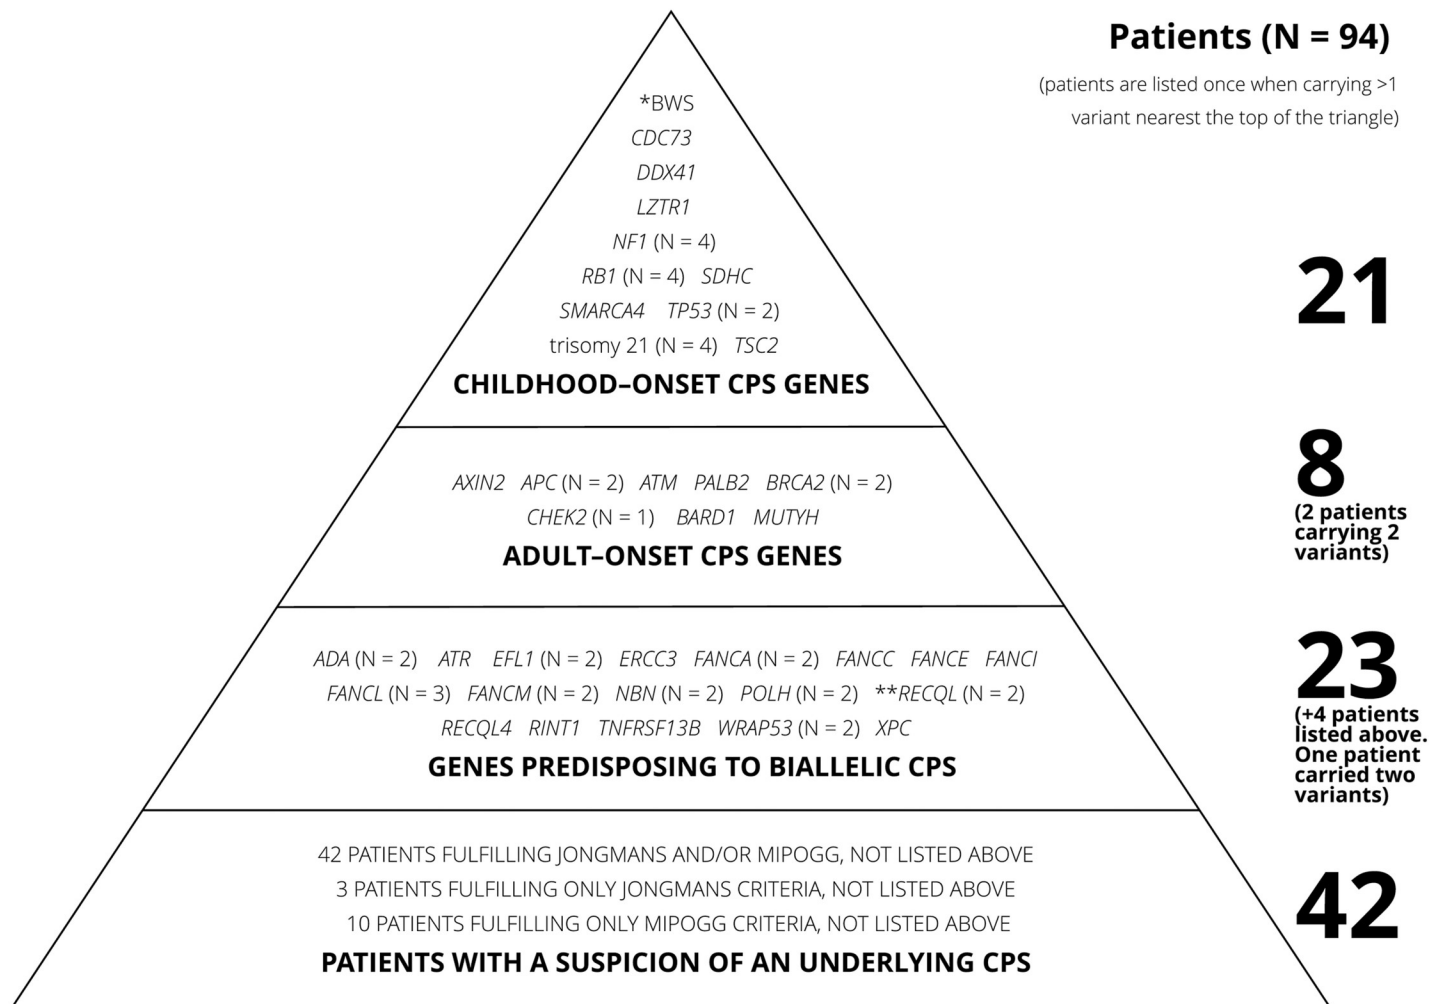 Patients (N = 94)
(patients are listed once when carrying >1
variant nearest the top of the triangle)
*BWS
CDC73
DDX41
LZTR1
NF1 (N = 4)
RB1 (N = 4) SDHC
SMARCA4 TP53 (N = 2)
trisomy 21 (N = 4) TSC2
CHILDHOOD–ONSET CPS GENES
21
AXIN2 APC (N = 2) ATM PALB2 BRCA2 (N = 2)
CHEK2 (N = 1) BARD1 MUTYH
ADULT–ONSET CPS GENES
8
(2 patients
carrying 2
variants)
ADA (N = 2) ATR EFL1 (N = 2) ERCC3 FANCA (N = 2) FANCC FANCE FANCI
FANCL (N = 3) FANCM (N = 2) NBN (N = 2) POLH (N = 2) **RECQL (N = 2)
RECQL4 RINT1 TNFRSF13B WRAP53 (N = 2) XPC
GENES PREDISPOSING TO BIALLELIC CPS
23
(+4 patients
listed above.
One patient
carried two
variants)
42 PATIENTS FULFILLING JONGMANS AND/OR MIPOGG, NOT LISTED ABOVE
3 PATIENTS FULFILLING ONLY JONGMANS CRITERIA, NOT LISTED ABOVE
10 PATIENTS FULFILLING ONLY MIPOGG CRITERIA, NOT LISTED ABOVE
PATIENTS WITH A SUSPICION OF AN UNDERLYING CPS
42